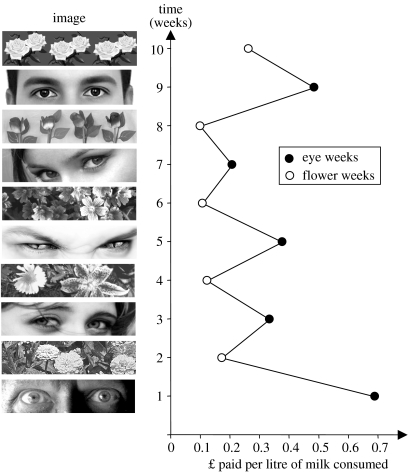 image
time
(weeks)
10
9
8
7
6
5
4
3
2
1
eye weeks
flower weeks
0 0.1 0.2 0.3 0.4 0.5 0.6 0.7
£ paid per litre of milk consumed